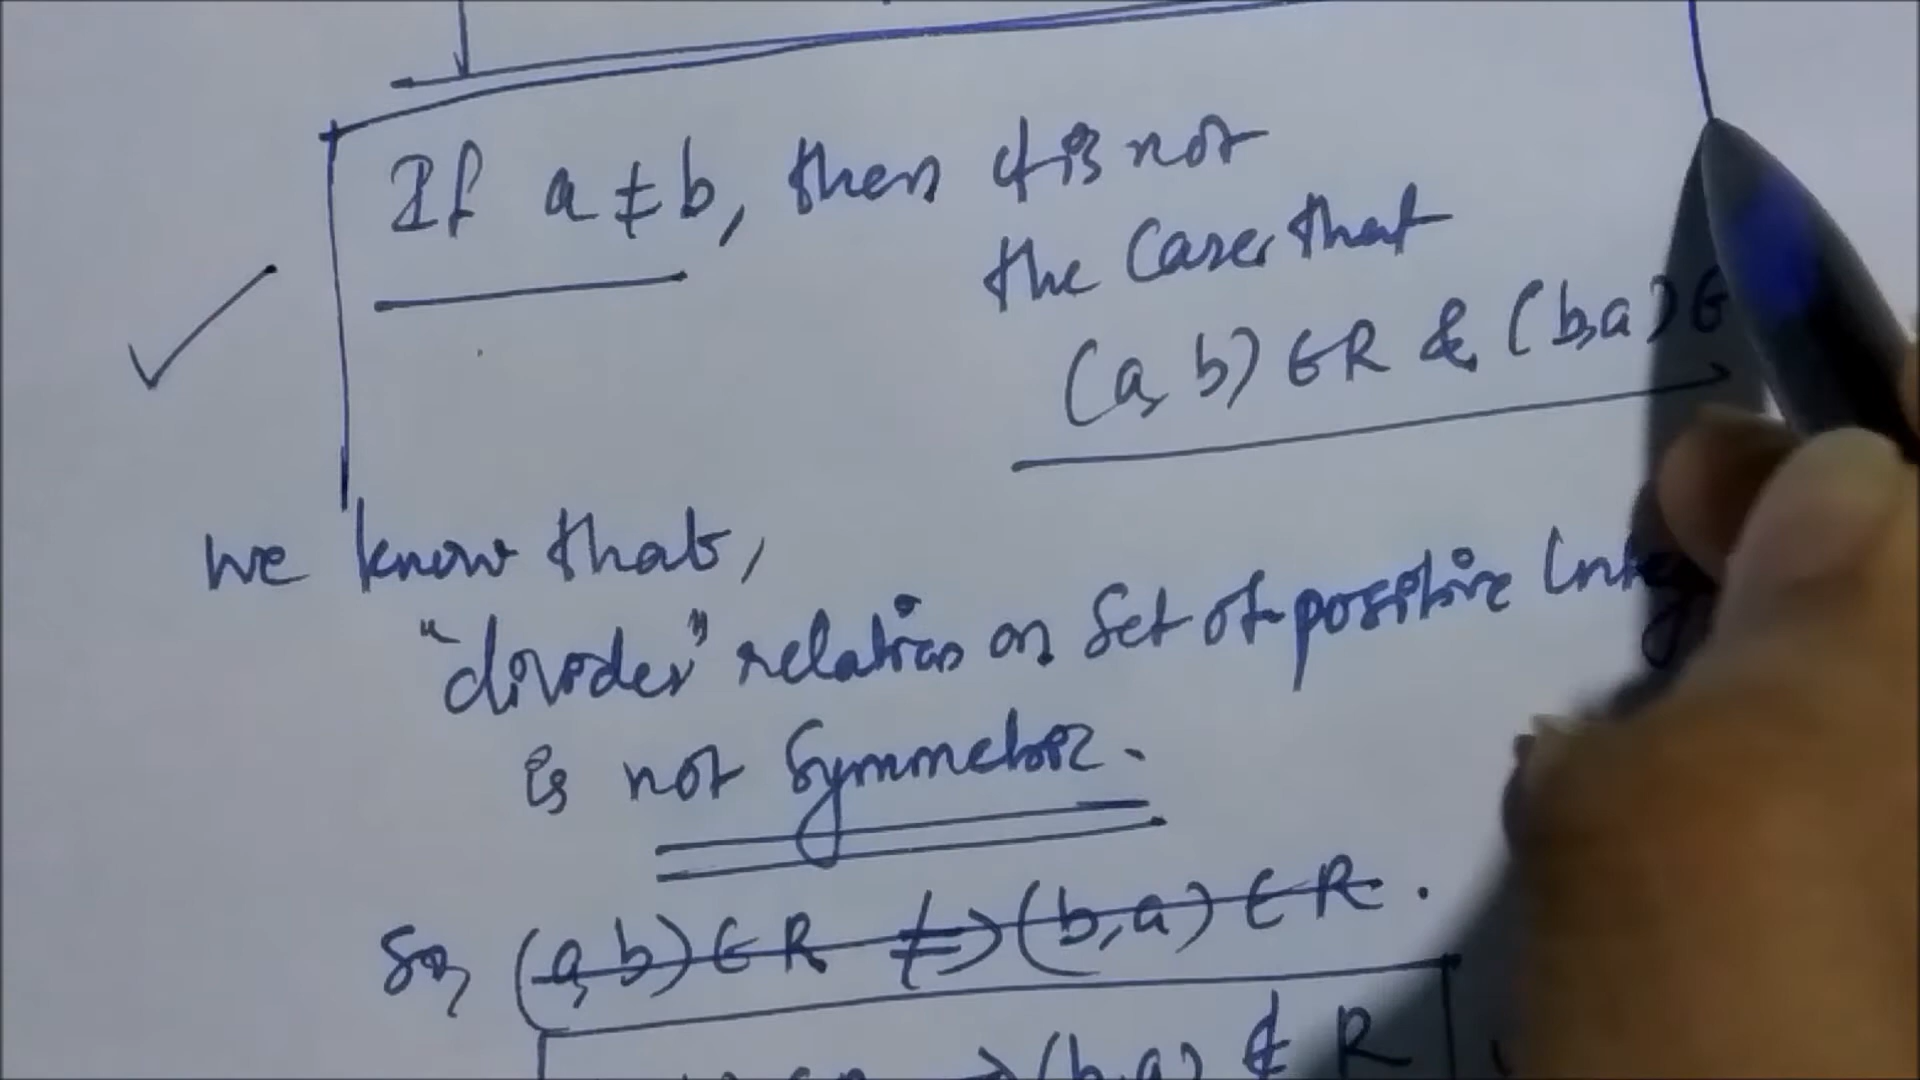 If a ≠ b, then it is not
the case that
(a, b) ∈ R & (b,a) ∈
we know that,
"divides" relation on set of positive
is not Symmetric.
So, (a,b) ∈ R ⇏ (b,a) ∈ R.
→ (b,a) ∉ R